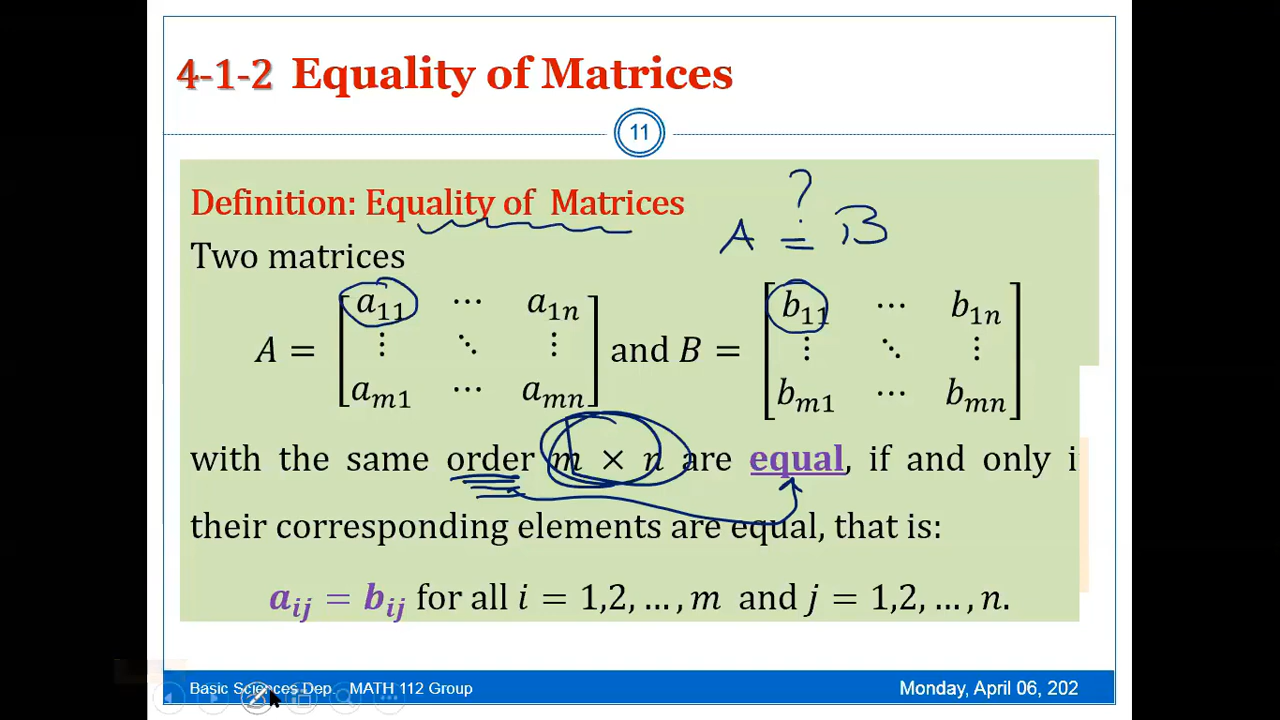 4-1-2 Equality of Matrices
11
Definition: Equality of Matrices
A ?= B
Two matrices
A = [a11 ⋯ a1n ⋮ ⋱ ⋮ am1 ⋯ amn] and B = [b11 ⋯ b1n ⋮ ⋱ ⋮ bm1 ⋯ bmn]
with the same order m × n are equal, if and only i
their corresponding elements are equal, that is:
aij = bij for all i = 1,2, … , m and j = 1,2, … , n.
Basic Sciences Dep. MATH 112 Group
Monday, April 06, 202